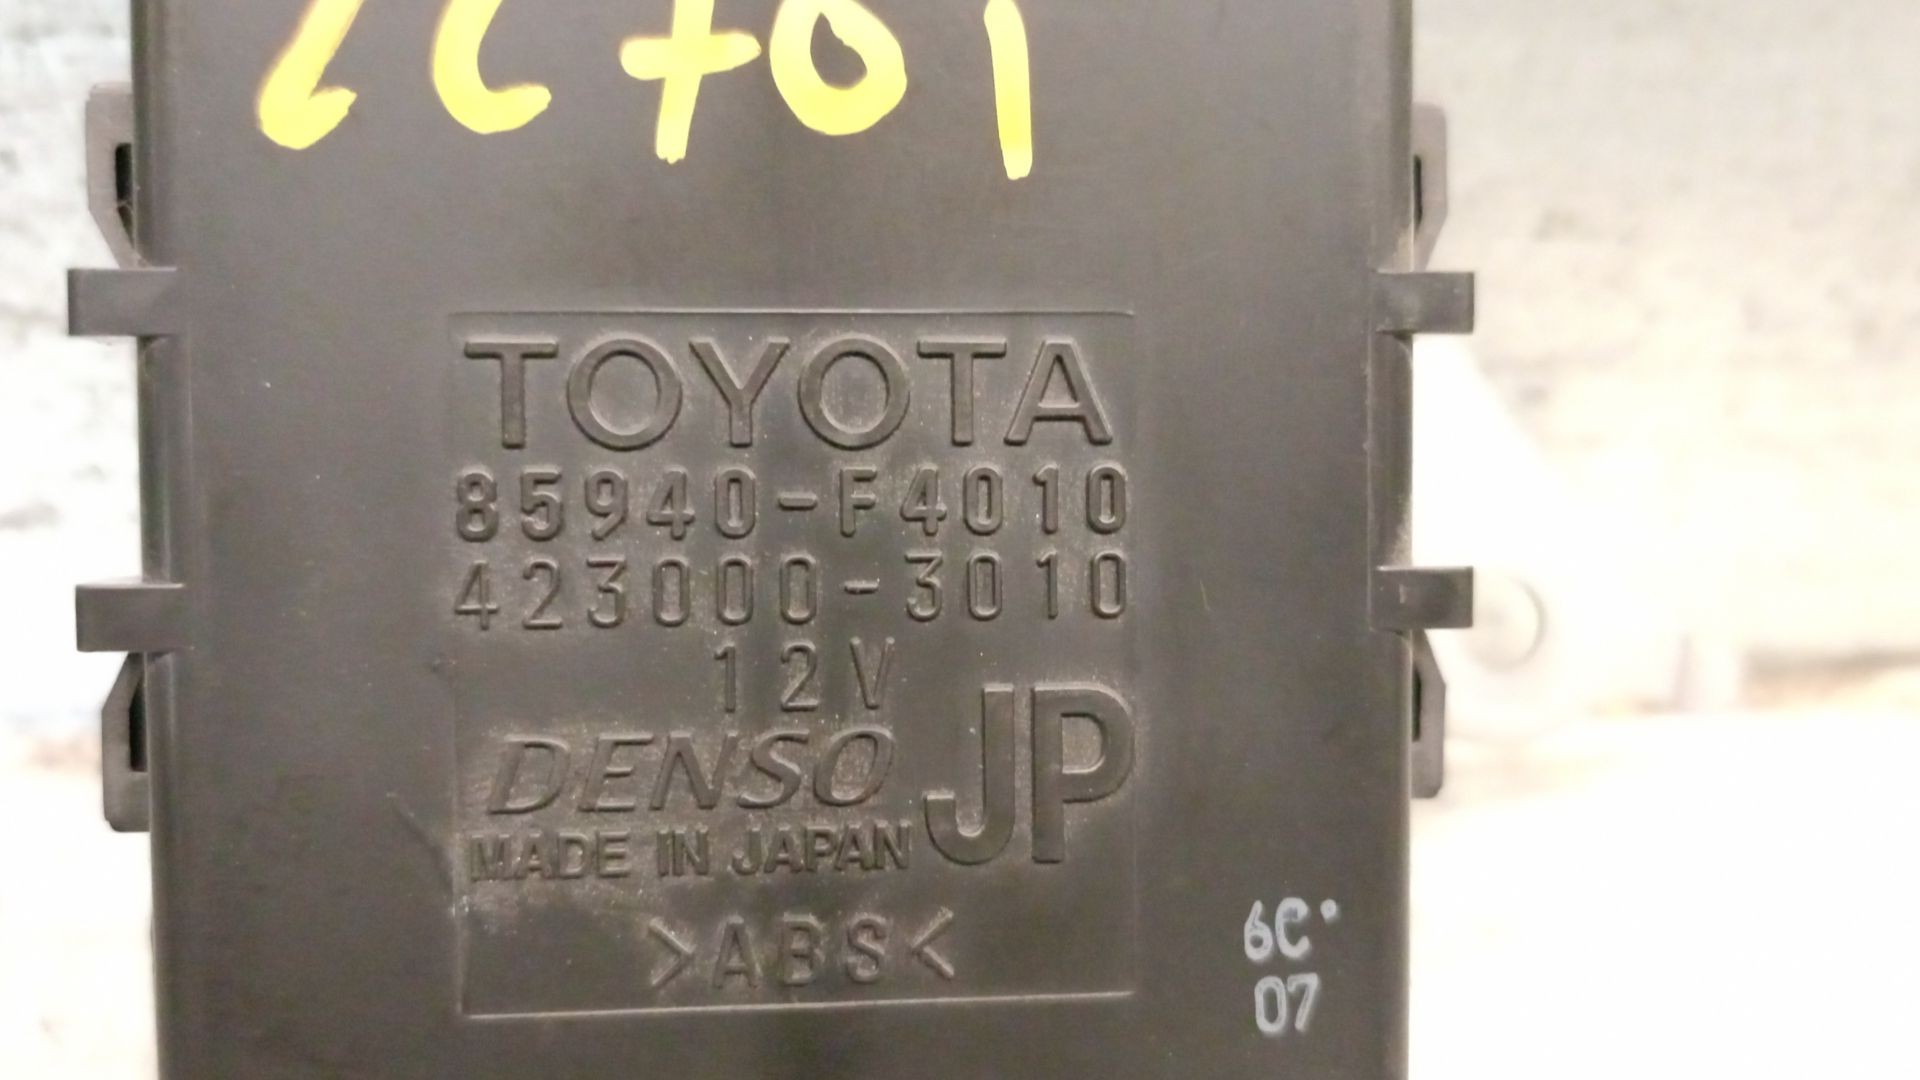 TOYOTA
85940-F4010
423000-3010
12V
DENSO JP
MADE IN JAPAN
>ABS<
6C·
07